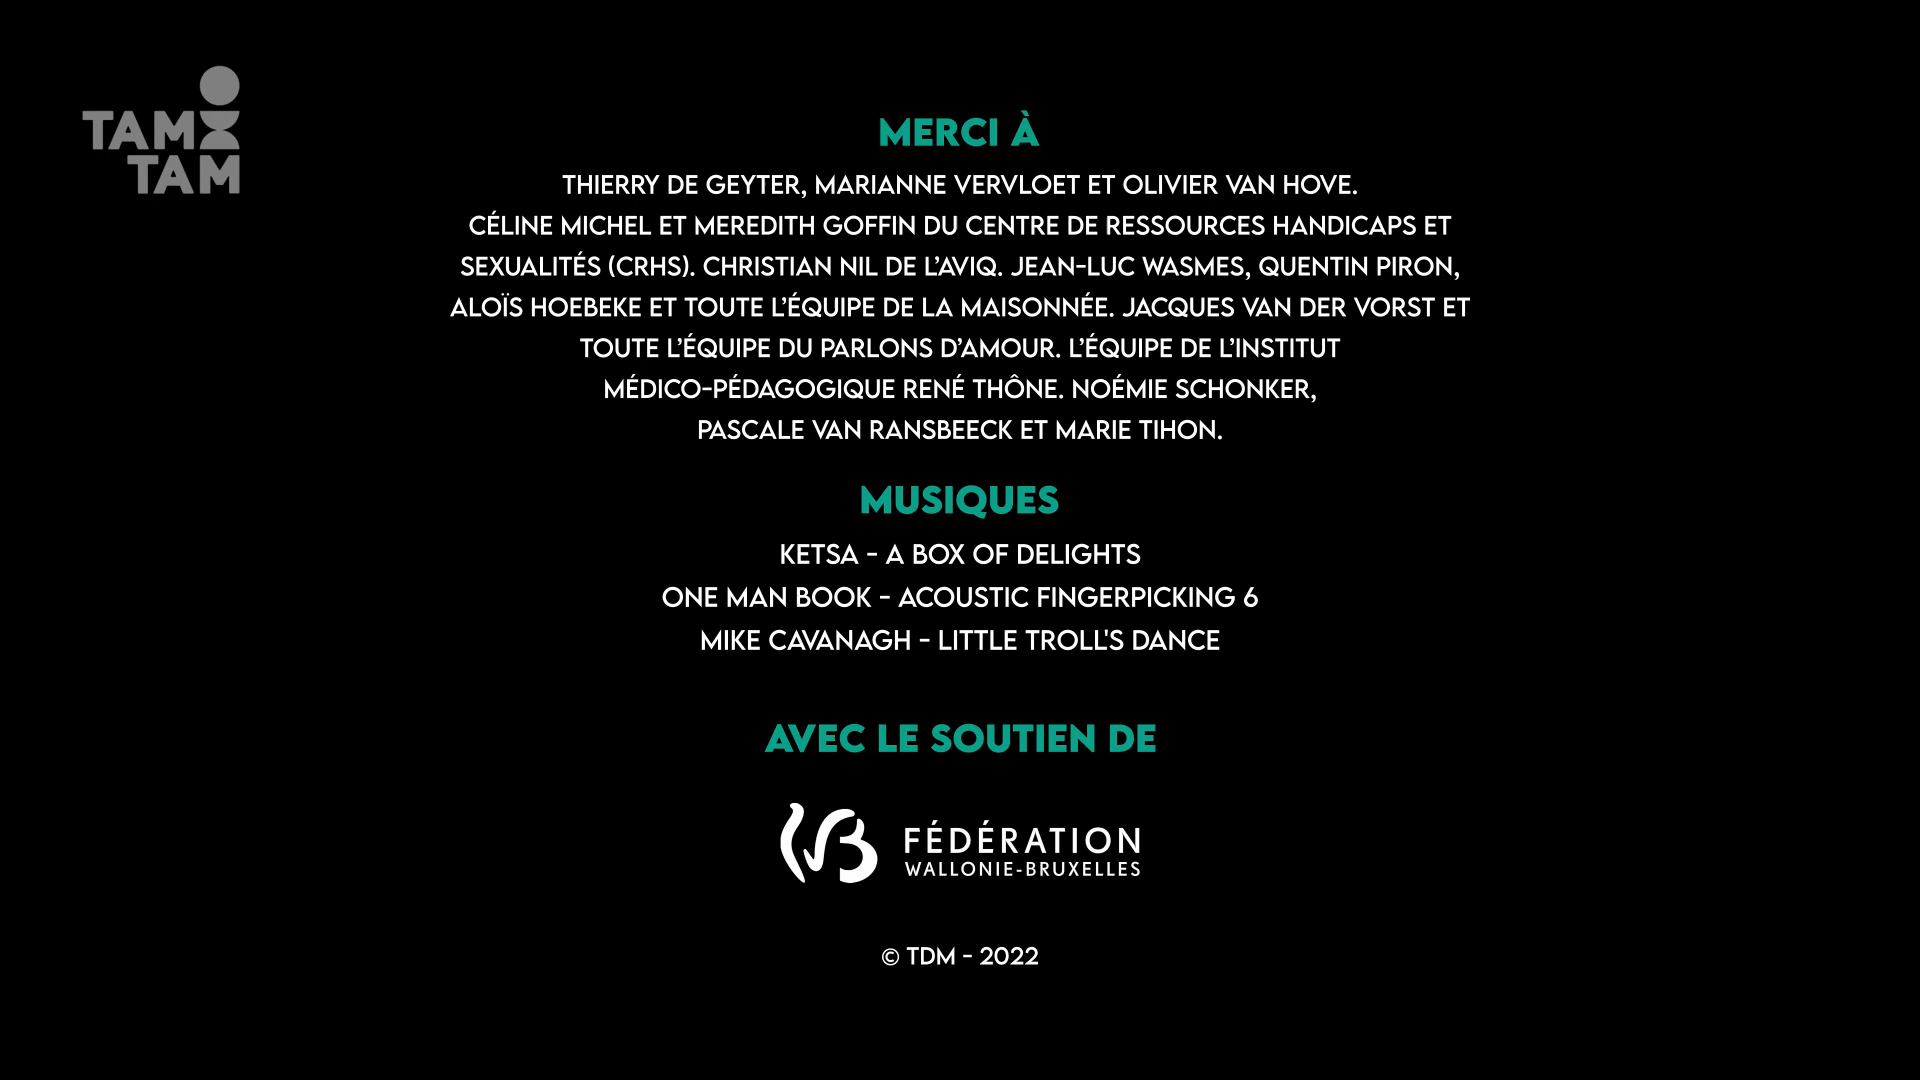 TAM
TAM
MERCI À
THIERRY DE GEYTER, MARIANNE VERVLOET ET OLIVIER VAN HOVE.
CÉLINE MICHEL ET MEREDITH GOFFIN DU CENTRE DE RESSOURCES HANDICAPS ET
SEXUALITÉS (CRHS). CHRISTIAN NIL DE L’AVIQ. JEAN-LUC WASMES, QUENTIN PIRON,
ALOÏS HOEBEKE ET TOUTE L’ÉQUIPE DE LA MAISONNÉE. JACQUES VAN DER VORST ET
TOUTE L’ÉQUIPE DU PARLONS D’AMOUR. L’ÉQUIPE DE L’INSTITUT
MÉDICO-PÉDAGOGIQUE RENÉ THÔNE. NOÉMIE SCHONKER,
PASCALE VAN RANSBEECK ET MARIE TIHON.
MUSIQUES
KETSA - A BOX OF DELIGHTS
ONE MAN BOOK - ACOUSTIC FINGERPICKING 6
MIKE CAVANAGH - LITTLE TROLL'S DANCE
AVEC LE SOUTIEN DE
FÉDÉRATION
WALLONIE-BRUXELLES
© TDM - 2022